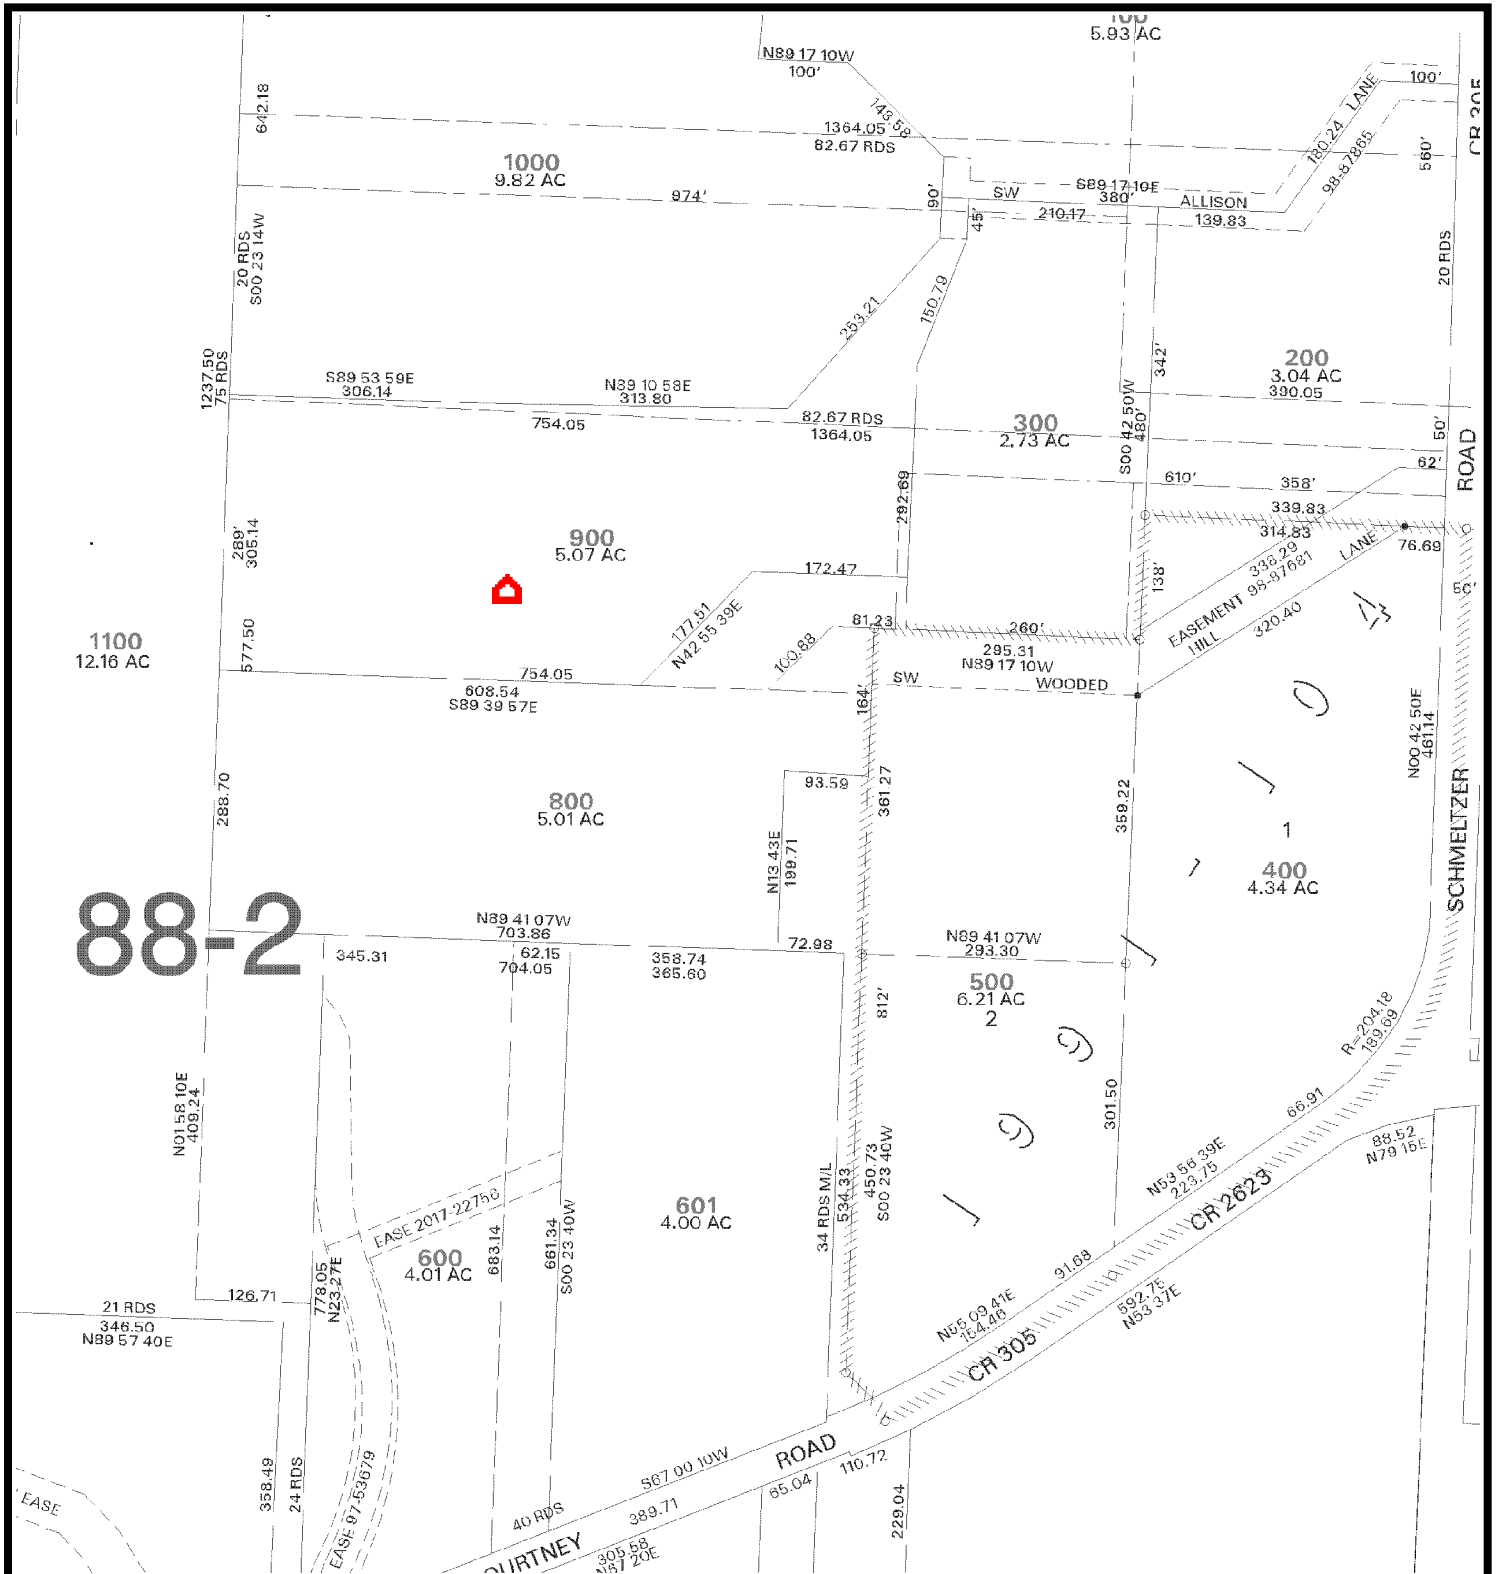 100
5.93 AC
N89 17 10W
100'
143.58
642.18
1364.05
82.67 RDS
1000
9.82 AC
974'
90'
45'
SW
S89 17 10E
380'
210.17
ALLISON
139.83
180.24
LANE
98-87865
100'
560'
CR 305
20 RDS
S00 23 14W
20 RDS
253.21
150.79
1237.50
75 RDS
S89 53 59E
306.14
N89 10 58E
313.80
754.05
82.67 RDS
1364.05
300
2.73 AC
S00 42 50W
480'
342'
200
3.04 AC
390.05
50'
62'
ROAD
610'
358'
292.69
339.83
314.83
76.69
50'
138'
338.29
EASEMENT 98-87681
HILL
LANE
320.40
289'
305.14
900
5.07 AC
172.47
177.51
N42 55 39E
100.88
81.23
260'
295.31
N89 17 10W
SW
WOODED
164'
1100
12.16 AC
577.50
754.05
608.54
S89 39 57E
288.70
800
5.01 AC
93.59
N13 43E
199.71
361.27
359.22
1
400
4.34 AC
N00 42 50E
461.14
SCHMELTZER
88-2
N89 41 07W
703.86
345.31
62.15
704.05
358.74
365.60
72.98
N89 41 07W
293.30
500
6.21 AC
2
812'
14011991
R=204.18
189.69
N01 58 10E
409.24
EASE 2017-22750
600
4.01 AC
683.14
661.34
S00 23 40W
601
4.00 AC
34 RDS M/L
534.33
450.73
S00 23 40W
301.50
66.91
N53 56 39E
223.75
CR 2623
88.52
N79 15E
126.71
778.05
N23.27E
21 RDS
346.50
N89 57 40E
91.68
N55 09 41E
154.46
CR 305
592.75
N53 37E
358.49
24 RDS
EASE 97-53679
EASE
S67 00 10W
ROAD
110.72
65.04
229.04
40 RDS
389.71
OURTNEY
305.58
N67 20E